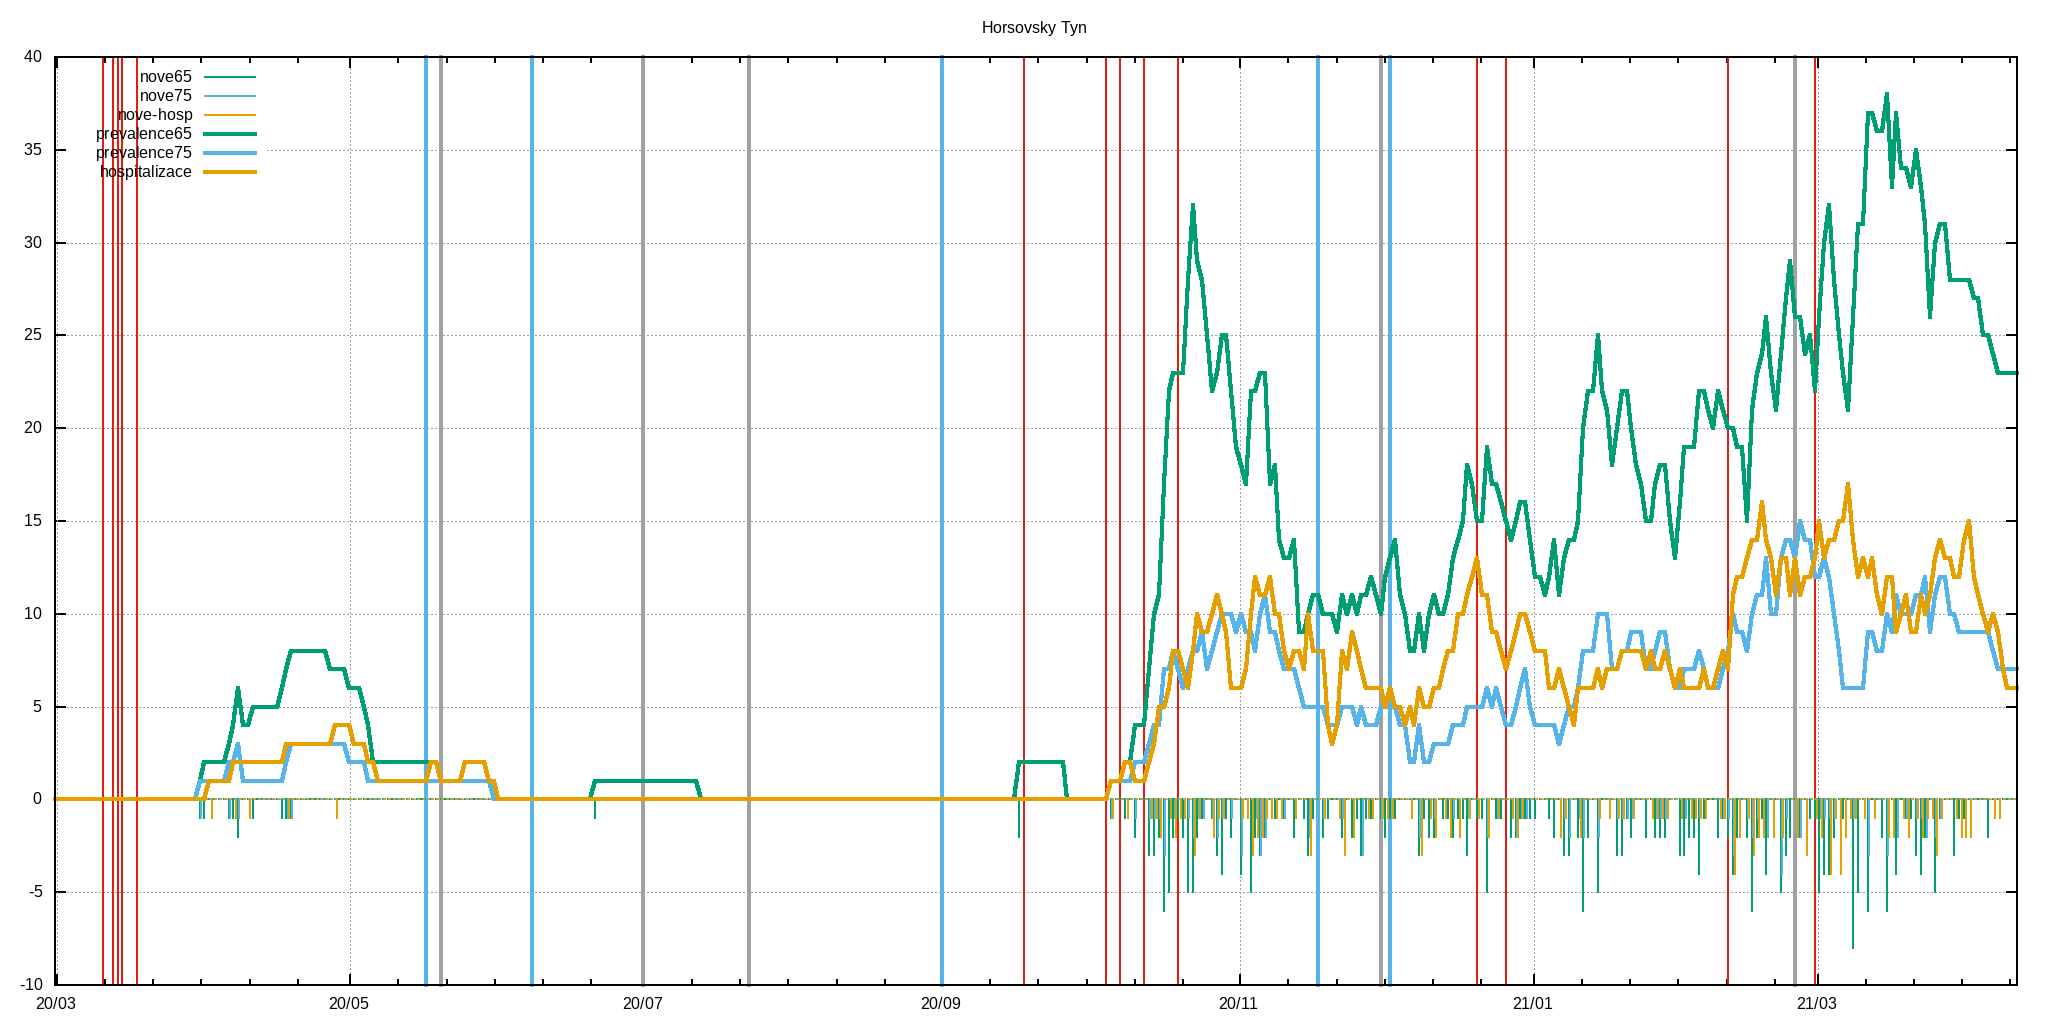 Horsovsky Tyn
40
35
30
25
20
15
10
5
0
-5
-10
nove65
nove75
nove-hosp
prevalence65
prevalence75
hospitalizace
20/03 20/05 20/07 20/09 20/11 21/01 21/03